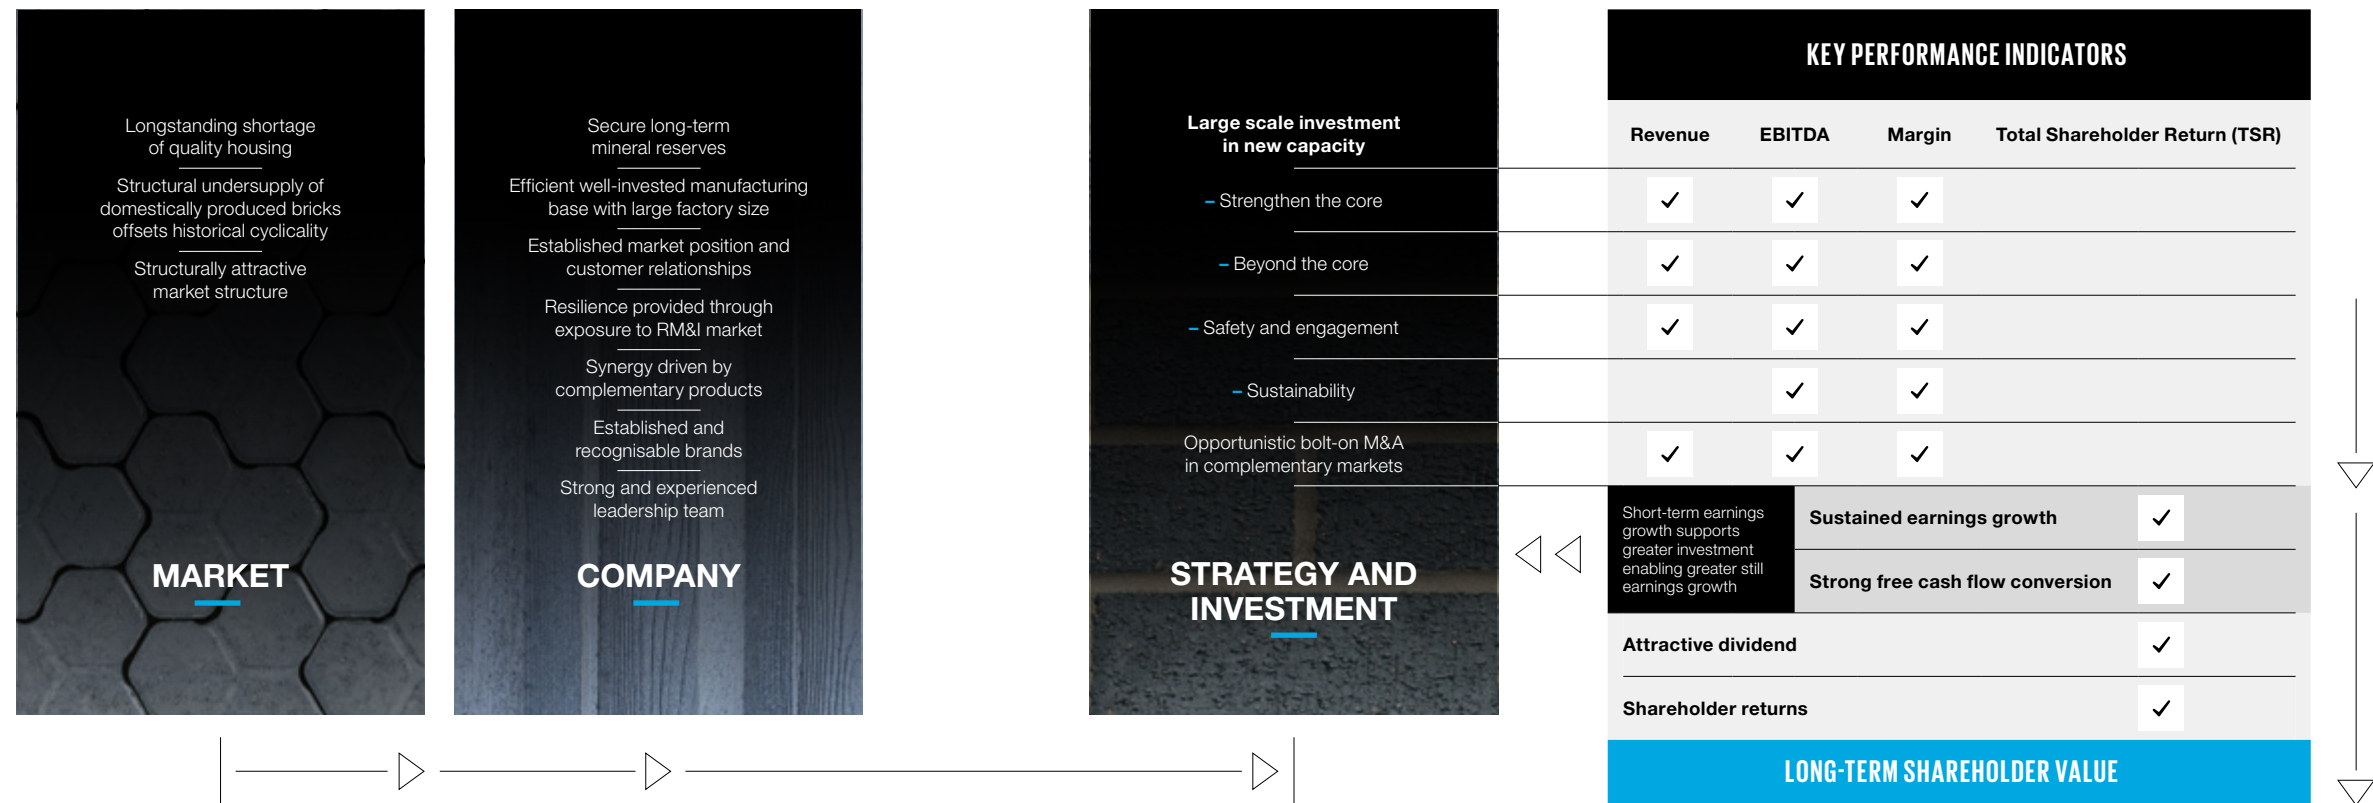 Longstanding shortage
of quality housing
Structural undersupply of
domestically produced bricks
offsets historical cyclicality
Structurally attractive
market structure
MARKET
Secure long-term
mineral reserves
Efficient well-invested manufacturing
base with large factory size
Established market position and
customer relationships
Resilience provided through
exposure to RM&I market
Synergy driven by
complementary products
Established and
recognisable brands
Strong and experienced
leadership team
COMPANY
Large scale investment
in new capacity
– Strengthen the core
– Beyond the core
– Safety and engagement
– Sustainability
Opportunistic bolt-on M&A
in complementary markets
STRATEGY AND
INVESTMENT
KEY PERFORMANCE INDICATORS
Revenue EBITDA Margin Total Shareholder Return (TSR)
Short-term earnings
growth supports
greater investment
enabling greater still
earnings growth
Sustained earnings growth
Strong free cash flow conversion
Attractive dividend
Shareholder returns
LONG-TERM SHAREHOLDER VALUE